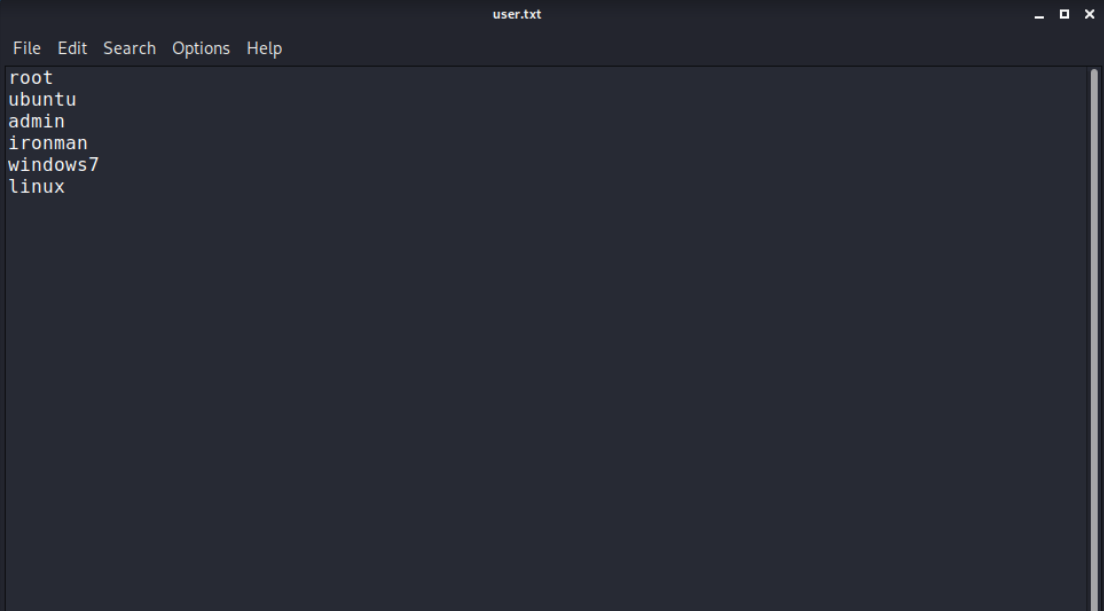 user.txt
File Edit Search Options Help
root
ubuntu
admin
ironman
windows7
linux